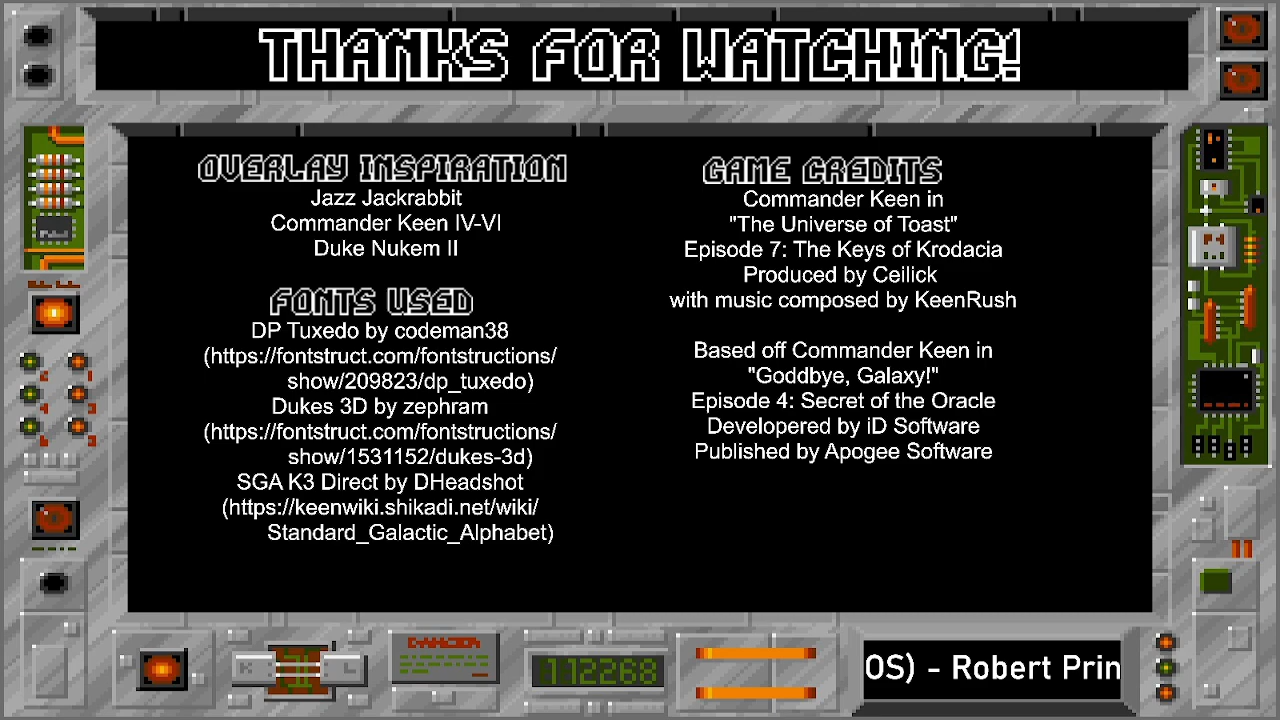 THANKS FOR WATCHING!
OVERLAY INSPIRATION
Jazz Jackrabbit
Commander Keen IV-VI
Duke Nukem II
FONTS USED
DP Tuxedo by codeman38
(https://fontstruct.com/fontstructions/
show/209823/dp_tuxedo)
Dukes 3D by zephram
(https://fontstruct.com/fontstructions/
show/1531152/dukes-3d)
SGA K3 Direct by DHeadshot
(https://keenwiki.shikadi.net/wiki/
Standard_Galactic_Alphabet)
GAME CREDITS
Commander Keen in
"The Universe of Toast"
Episode 7: The Keys of Krodacia
Produced by Ceilick
with music composed by KeenRush
Based off Commander Keen in
"Goddbye, Galaxy!"
Episode 4: Secret of the Oracle
Developered by iD Software
Published by Apogee Software
112268
OS) - Robert Prin